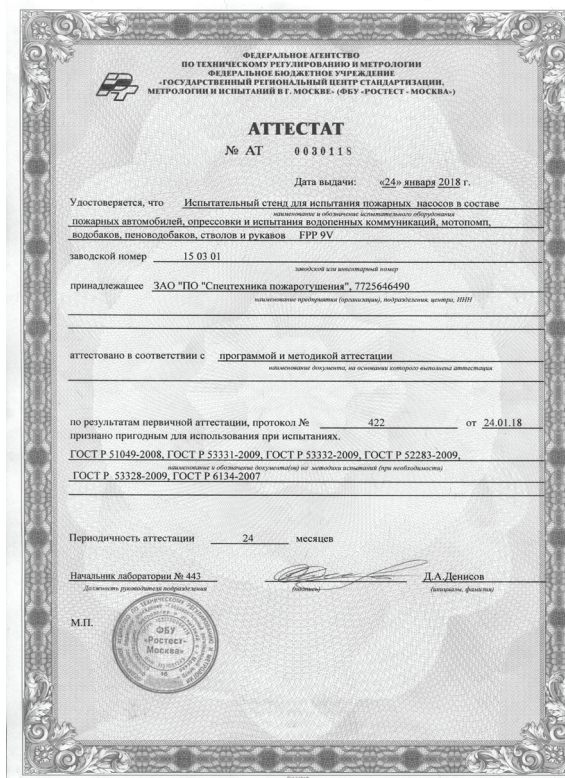 ФЕДЕРАЛЬНОЕ АГЕНТСТВО
ПО ТЕХНИЧЕСКОМУ РЕГУЛИРОВАНИЮ И МЕТРОЛОГИИ
ФЕДЕРАЛЬНОЕ БЮДЖЕТНОЕ УЧРЕЖДЕНИЕ
«ГОСУДАРСТВЕННЫЙ РЕГИОНАЛЬНЫЙ ЦЕНТР СТАНДАРТИЗАЦИИ,
МЕТРОЛОГИИ И ИСПЫТАНИЙ В Г. МОСКВЕ» (ФБУ «РОСТЕСТ - МОСКВА»)
АТТЕСТАТ
№ АТ 0030118
Дата выдачи: «24» января 2018 г.
Удостоверяется, что Испытательный стенд для испытания пожарных насосов в составе
наименование и обозначение испытательного оборудования
пожарных автомобилей, опрессовки и испытания водопенных коммуникаций, мотопомп,
водобаков, пеноводобаков, стволов и рукавов FPP 9V
заводской номер 15 03 01
заводской или инвентарный номер
принадлежащее ЗАО "ПО "Спецтехника пожаротушения", 7725646490
наименование предприятия (организации), подразделения, центра, ИНН
аттестовано в соответствии с программой и методикой аттестации
наименование документа, на основании которого выполнена аттестация
по результатам первичной аттестации, протокол № 422 от 24.01.18
признано пригодным для использования при испытаниях.
ГОСТ Р 51049-2008, ГОСТ Р 53331-2009, ГОСТ Р 53332-2009, ГОСТ Р 52283-2009,
наименование и обозначение документа(ов) на методики испытаний (при необходимости)
ГОСТ Р 53328-2009, ГОСТ Р 6134-2007
Периодичность аттестации 24 месяцев
Начальник лаборатории № 443 Д.А.Денисов
Должность руководителя подразделения (подпись) (инициалы, фамилия)
М.П.
ФБУ
«Ростест-
Москва»